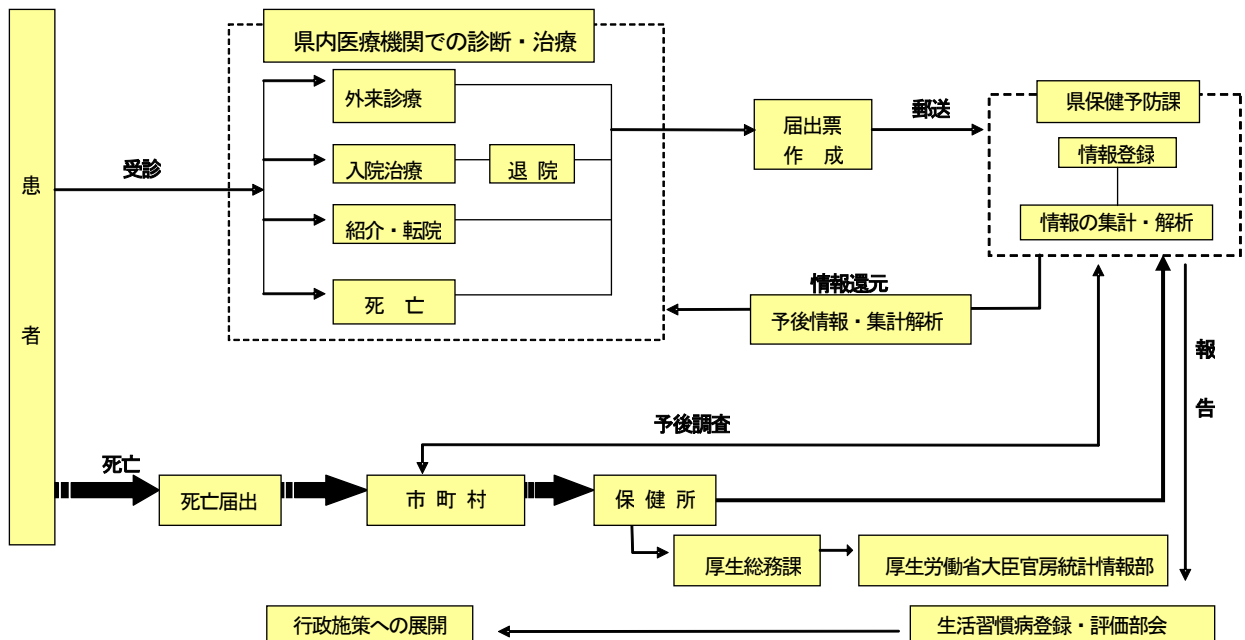 県内医療機関での診断・治療
外来診療
県保健予防課
届出票
作 成
郵送
情報登録
入院治療
退 院
受診
患
者
紹介・転院
情報の集計・解析
死 亡
情報還元
予後情報・集計解析
報
告
予後調査
死亡
死亡届出
市 町 村
保 健 所
厚生総務課
厚生労働省大臣官房統計情報部
行政施策への展開
生活習慣病登録・評価部会